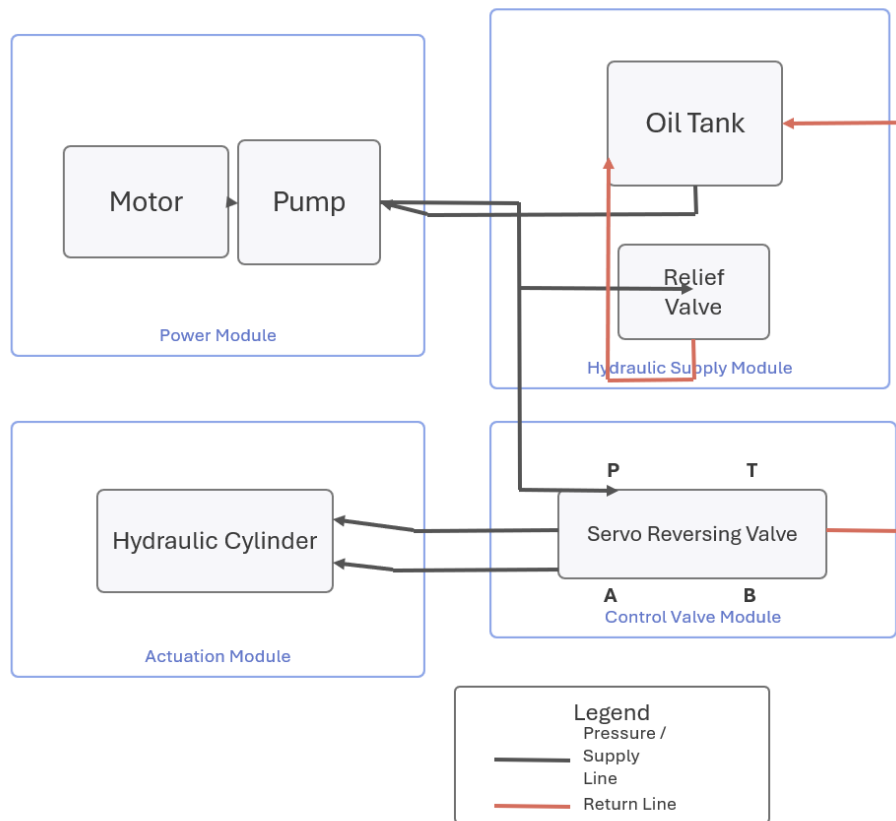 Oil Tank
Motor
Pump
Relief
Valve
Power Module
Hydraulic Supply Module
P
T
Hydraulic Cylinder
Servo Reversing Valve
A
B
Control Valve Module
Actuation Module
Legend
Pressure /
Supply
Line
Return Line